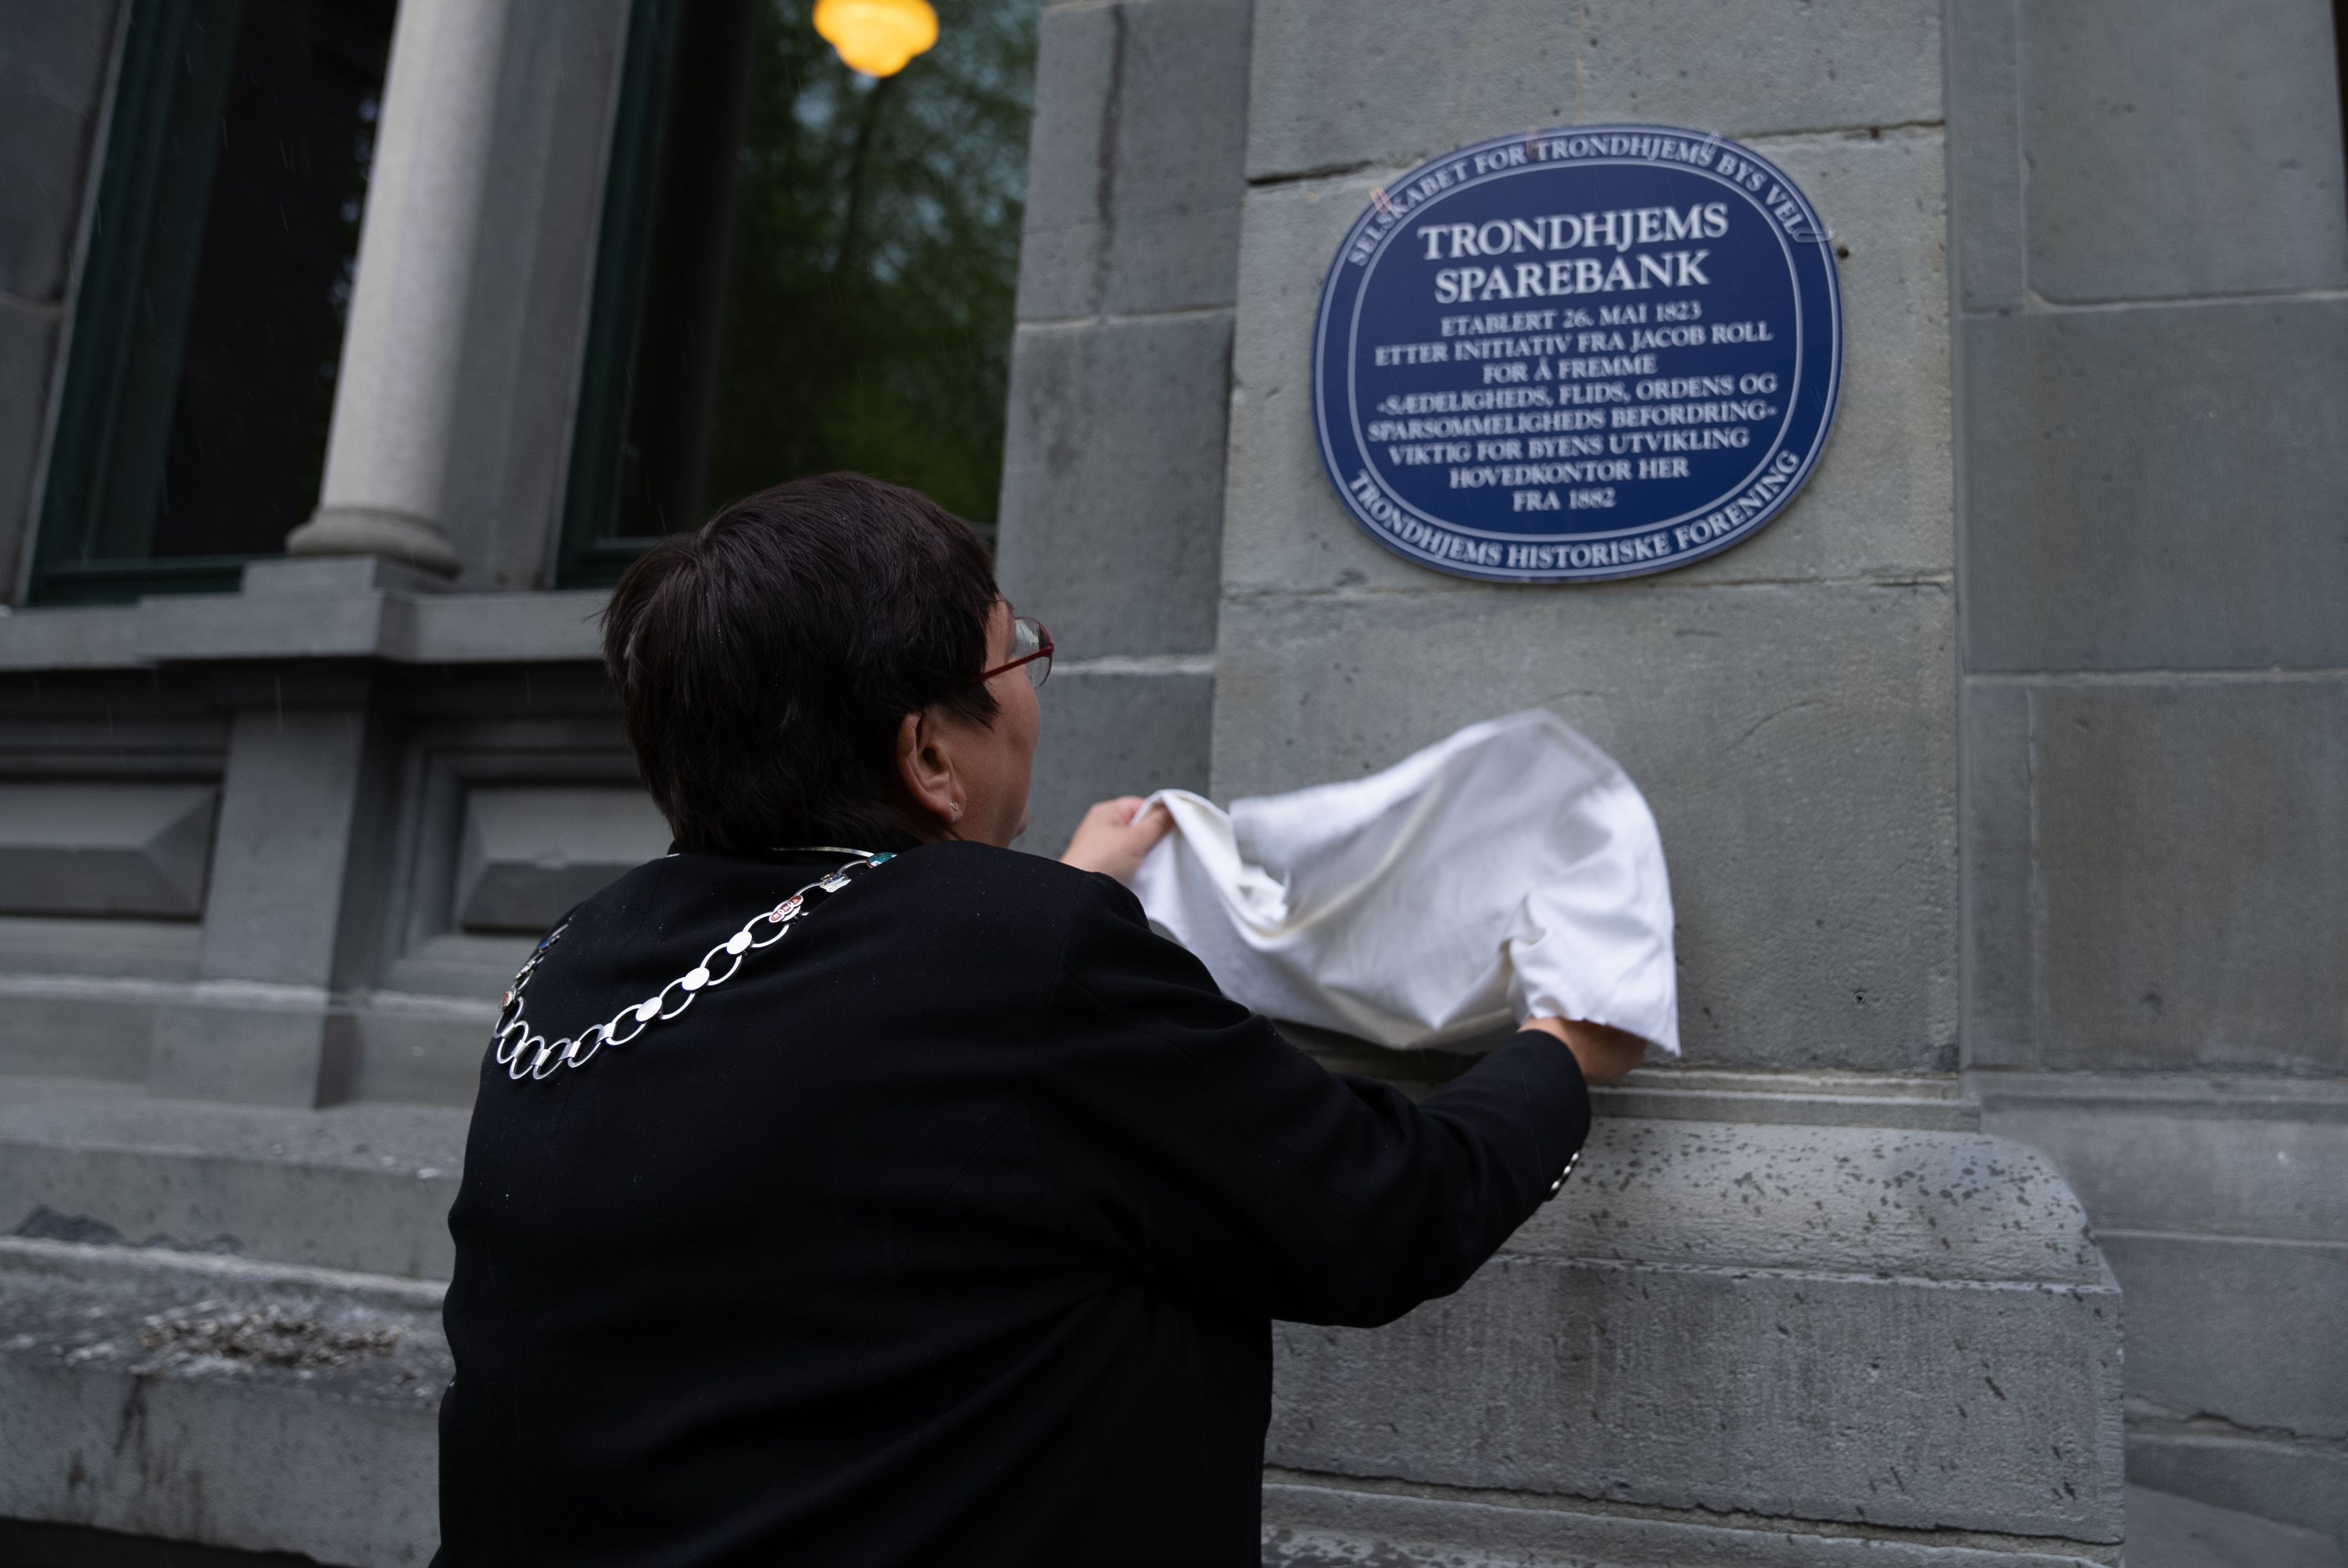 SELSKABET FOR TRONDHJEMS BYS VEL
TRONDHJEMS
SPAREBANK
ETABLERT 26. MAI 1823
ETTER INITIATIV FRA JACOB ROLL
FOR Å FREMME
«SÆDELIGHEDS, FLIDS, ORDENS OG
SPARSOMMELIGHEDS BEFORDRING»
VIKTIG FOR BYENS UTVIKLING
HOVEDKONTOR HER
FRA 1882
TRONDHJEMS HISTORISKE FORENING